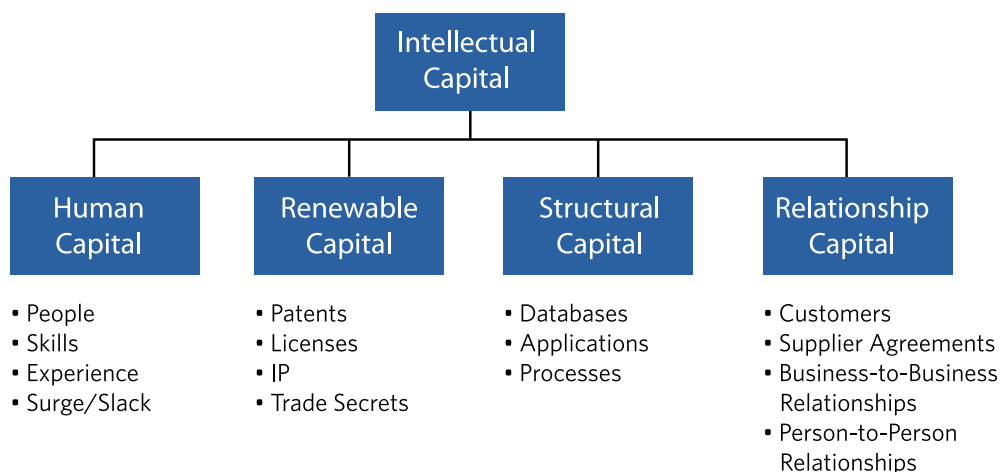 Intellectual
Capital
Human
Capital
Renewable
Capital
Structural
Capital
Relationship
Capital
• People
• Skills
• Experience
• Surge/Slack
• Patents
• Licenses
• IP
• Trade Secrets
• Databases
• Applications
• Processes
• Customers
• Supplier Agreements
• Business-to-Business
Relationships
• Person-to-Person
Relationships